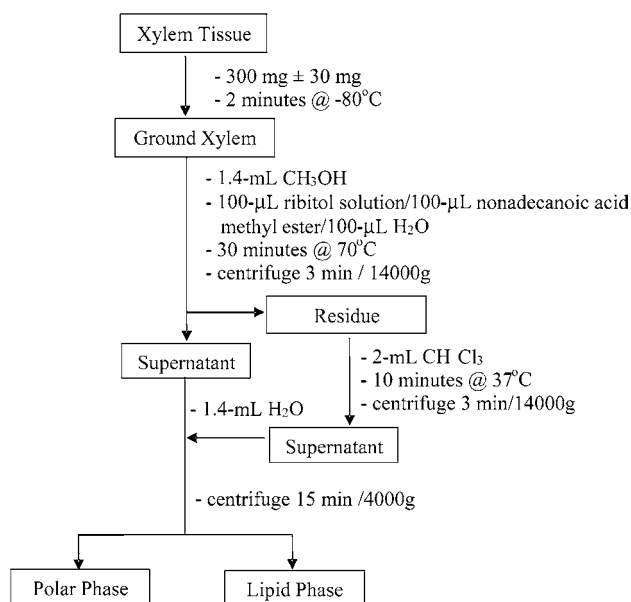 Xylem Tissue
- 300 mg ± 30 mg
- 2 minutes @ -80°C
Ground Xylem
- 1.4-mL CH₃OH
- 100-µL ribitol solution/100-µL nonadecanoic acid
methyl ester/100-µL H₂O
- 30 minutes @ 70°C
- centrifuge 3 min / 14000g
Residue
Supernatant
- 2-mL CH Cl₃
- 10 minutes @ 37°C
- centrifuge 3 min/14000g
- 1.4-mL H₂O
Supernatant
- centrifuge 15 min /4000g
Polar Phase
Lipid Phase